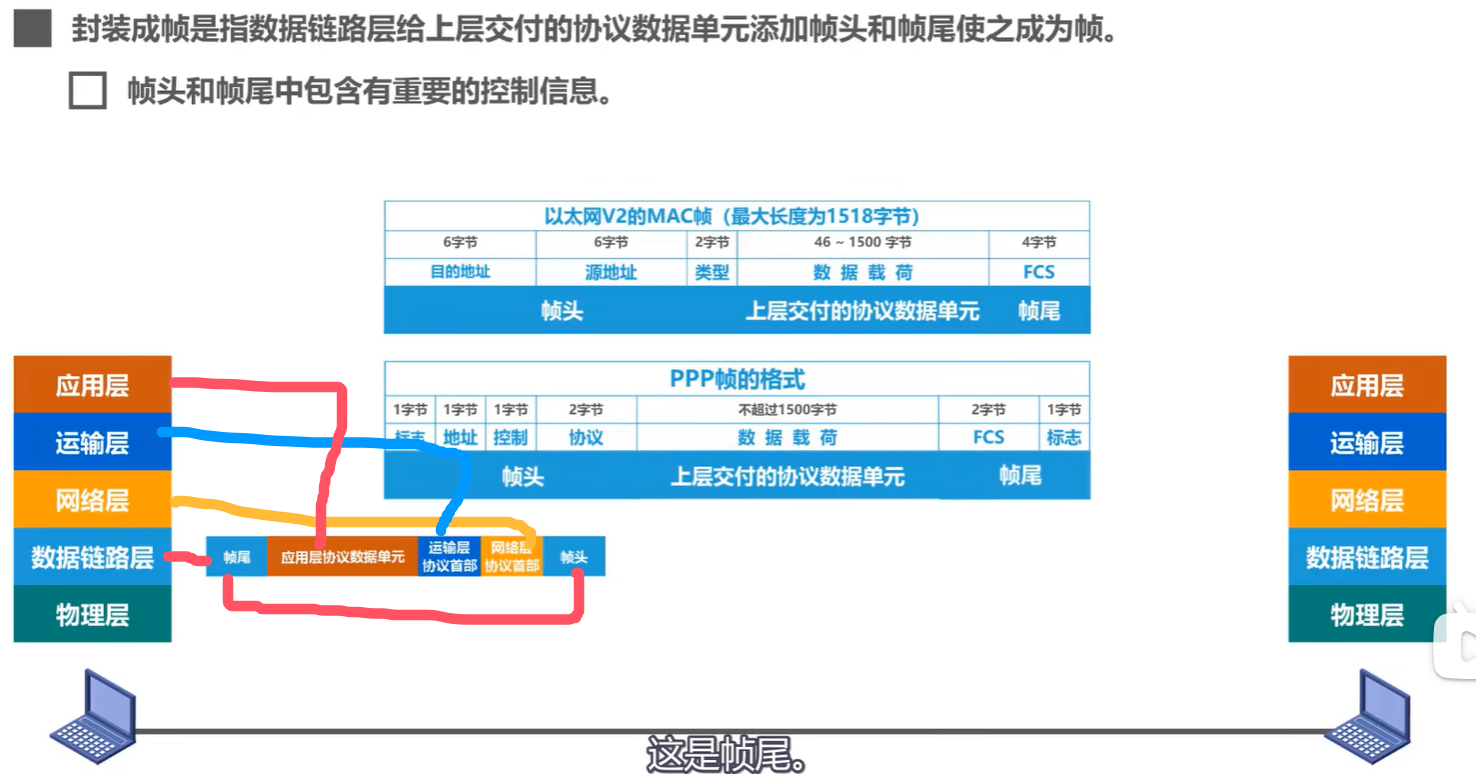 封装成帧是指数据链路层给上层交付的协议数据单元添加帧头和帧尾使之成为帧。
帧头和帧尾中包含有重要的控制信息。
以太网V2的MAC帧（最大长度为1518字节）
6字节 6字节 2字节 46 ~ 1500 字节 4字节
目的地址 源地址 类型 数 据 载 荷 FCS
帧头 上层交付的协议数据单元 帧尾
PPP帧的格式
1字节 1字节 1字节 2字节 不超过1500字节 2字节 1字节
标志 地址 控制 协议 数 据 载 荷 FCS 标志
帧头 上层交付的协议数据单元 帧尾
应用层
运输层
网络层
数据链路层
物理层
帧尾 应用层协议数据单元 运输层 网络层 帧头
协议首部 协议首部
应用层
运输层
网络层
数据链路层
物理层
这是帧尾。